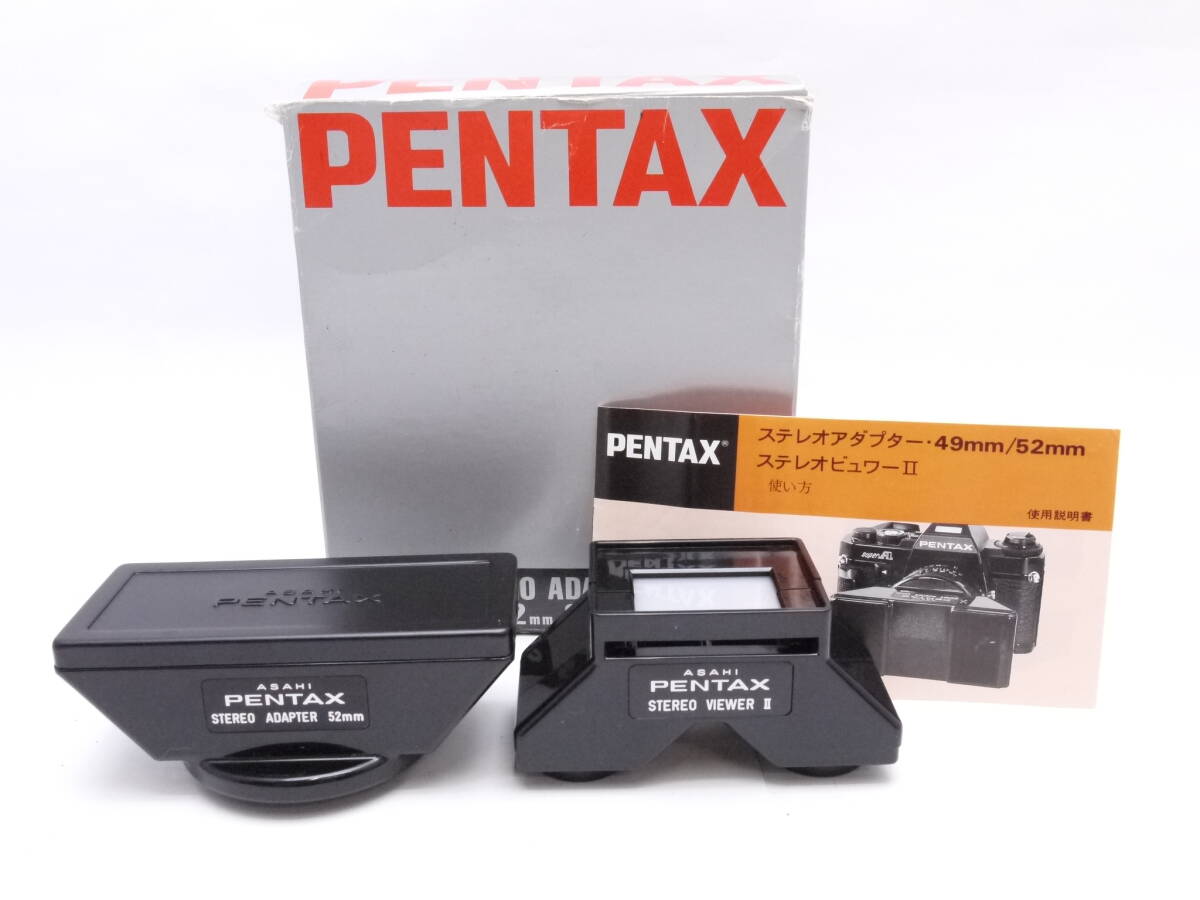 PENTAX
PENTAX
PENTAX®
ステレオアダプター・49mm/52mm
ステレオビュワーII
使い方
使用説明書
PENTAX
super A
ASAHI
PENTAX
ASAHI
PENTAX
STEREO ADAPTER 52mm
ASAHI
PENTAX
STEREO VIEWER II